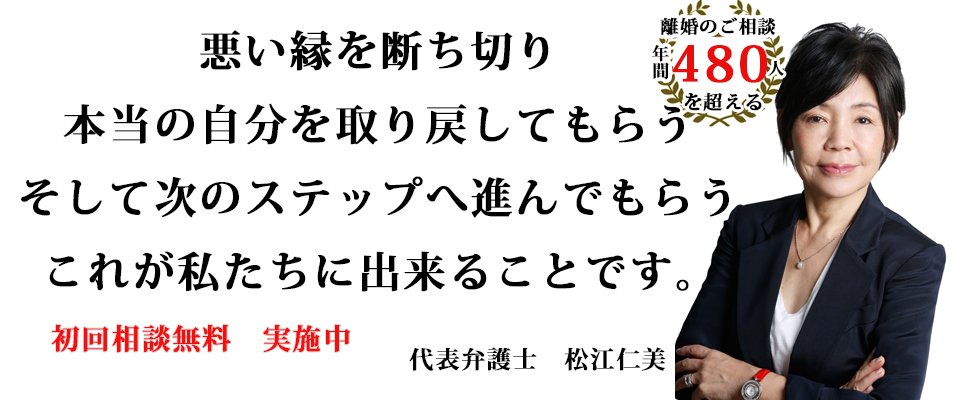 悪い縁を断ち切り
本当の自分を取り戻してもらう
そして次のステップへ進んでもらう
これが私たちに出来ることです。
離婚のご相談
年間480人
を超える
初回相談無料　実施中
代表弁護士　松江仁美